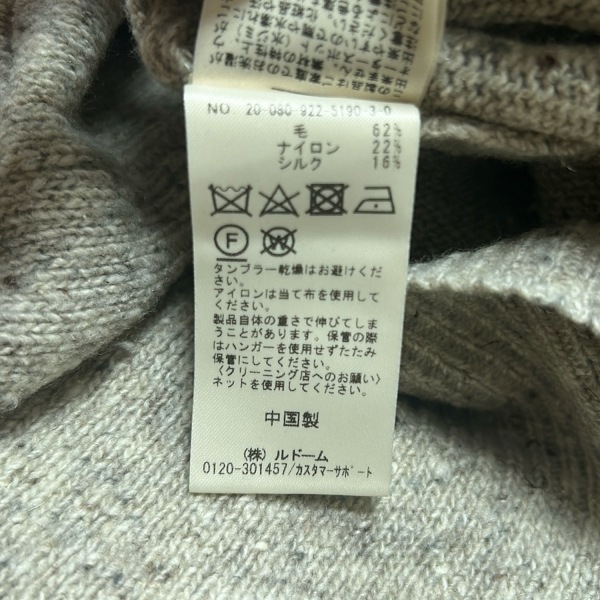 NO. 20-080-922-5190-3-0
毛 62%
ナイロン 22%
シルク 16%
F
W
タンブラー乾燥はお避けくだ
さい。
アイロンは当て布を使用して
ください。
製品自体の重さで伸びてしま
うことがあります。保管の際
はハンガーを使用せずたたみ
保管にしてください。
〈クリーニング店へのお願い〉
ネットを使用してください。
中国製
(株) ルドーム
0120-301457/カスタマーサポート